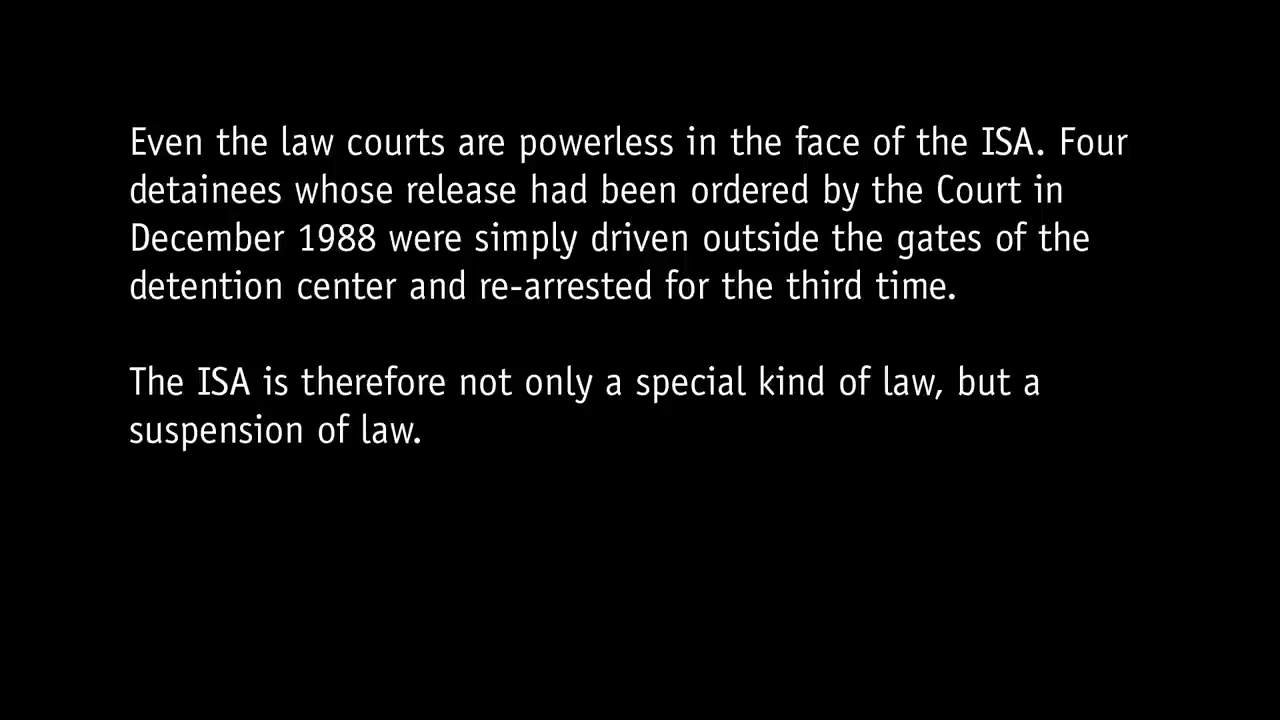 Even the law courts are powerless in the face of the ISA. Four
detainees whose release had been ordered by the Court in
December 1988 were simply driven outside the gates of the
detention center and re-arrested for the third time.
The ISA is therefore not only a special kind of law, but a
suspension of law.